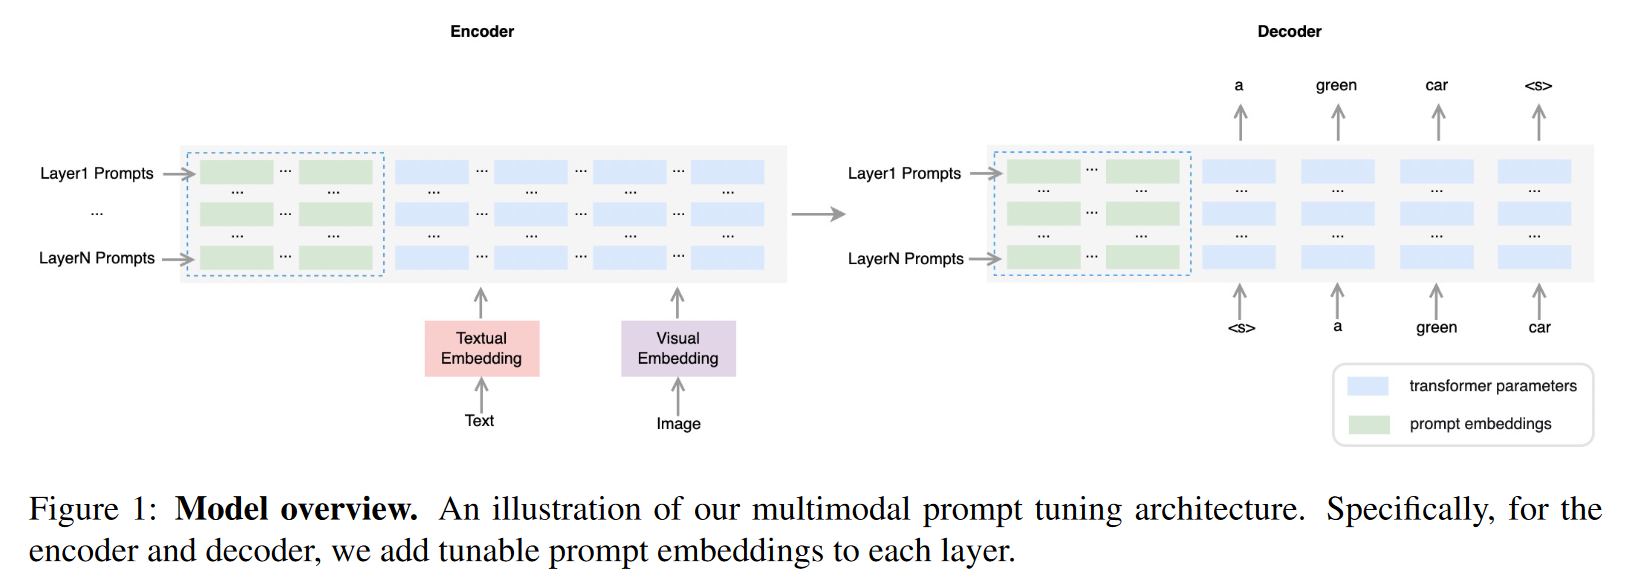 Encoder
Decoder
a green car <s>
Layer1 Prompts
...
LayerN Prompts
... ... ... ...
... ... ... ... ... ...
... ... ... ...
... ... ... ... ... ...
... ... ... ...
Textual
Embedding
Visual
Embedding
Text
Image
Layer1 Prompts
LayerN Prompts
...
... ... ... ... ... ...
...
... ... ... ... ... ...
...
<s> a green car
transformer parameters
prompt embeddings
Figure 1: Model overview. An illustration of our multimodal prompt tuning architecture. Specifically, for the
encoder and decoder, we add tunable prompt embeddings to each layer.